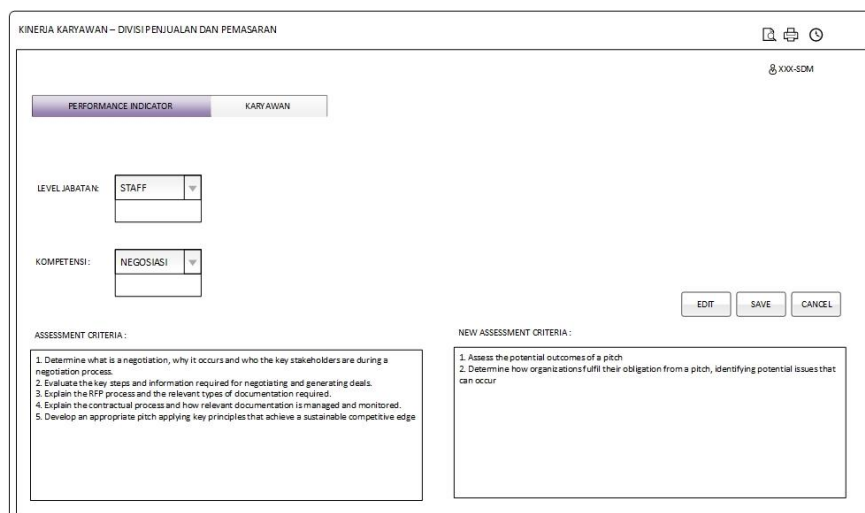 KINERJA KARYAWAN – DIVISI PENJUALAN DAN PEMASARAN
XXX-SDM
PERFORMANCE INDICATOR
KARYAWAN
LEVEL JABATAN:
STAFF
KOMPETENSI :
NEGOSIASI
EDIT
SAVE
CANCEL
ASSESSMENT CRITERIA :
1. Determine what is a negotiation, why it occurs and who the key stakeholders are during a
negotiation process.
2. Evaluate the key steps and information required for negotiating and generating deals.
3. Explain the RFP process and the relevant types of documentation required.
4. Explain the contractual process and how relevant documentation is managed and monitored.
5. Develop an appropriate pitch applying key principles that achieve a sustainable competitive edge
NEW ASSESSMENT CRITERIA :
1. Assess the potential outcomes of a pitch
2. Determine how organizations fulfil their obligation from a pitch, identifying potential issues that
can occur